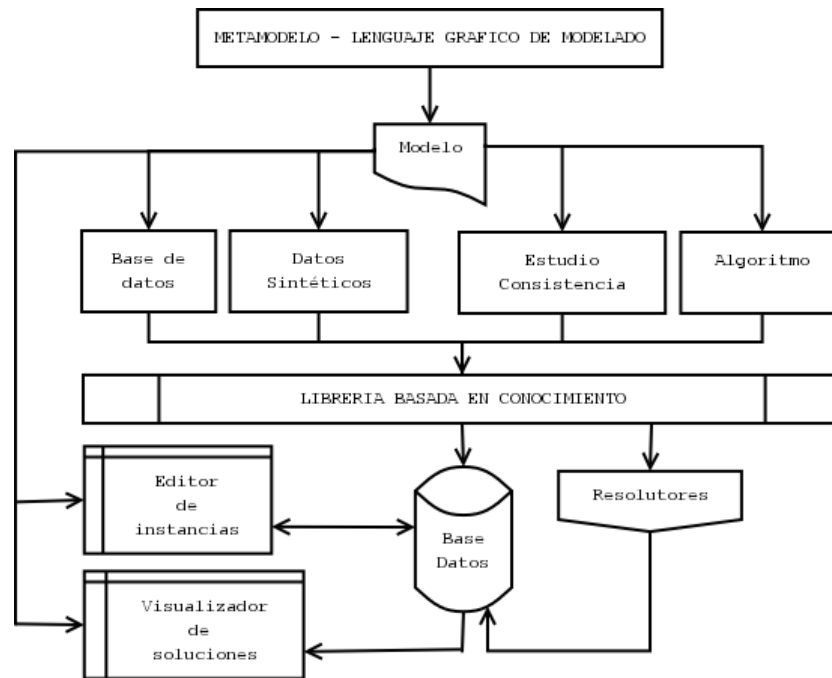 METAMODELO - LENGUAJE GRAFICO DE MODELADO
Modelo
Base de
datos
Datos
Sintéticos
Estudio
Consistencia
Algoritmo
LIBRERIA BASADA EN CONOCIMIENTO
Editor
de
instancias
Base
Datos
Resolutores
Visualizador
de
soluciones